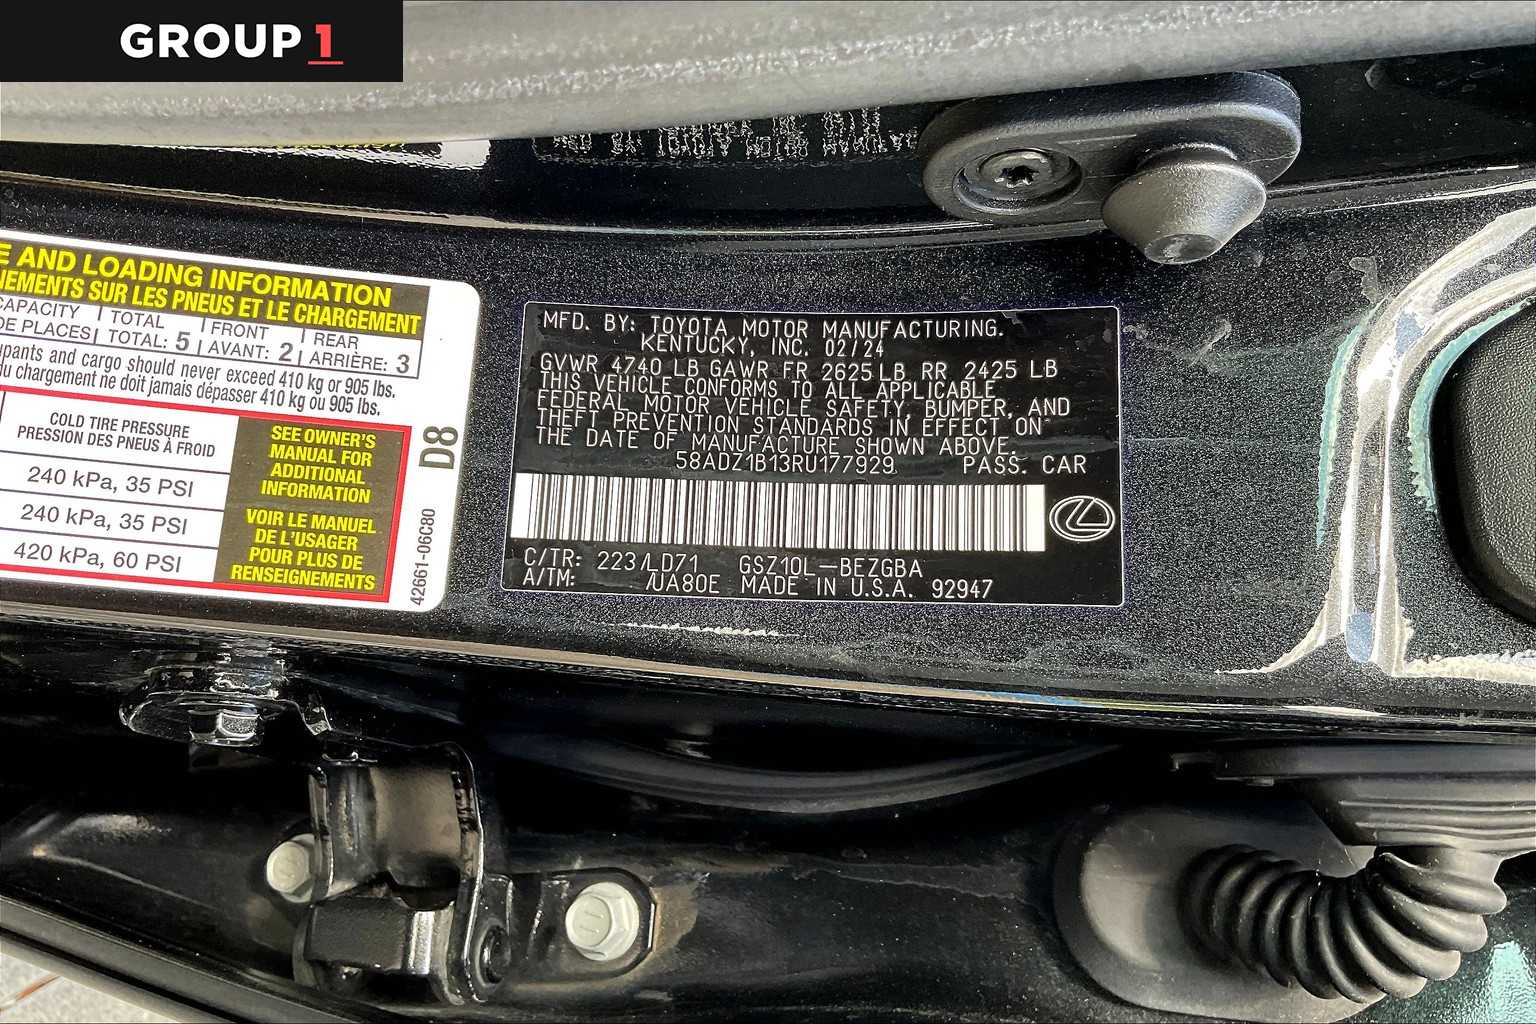 GROUP 1
E AND LOADING INFORMATION
NEMENTS SUR LES PNEUS ET LE CHARGEMENT
CAPACITY TOTAL FRONT REAR
DE PLACES TOTAL: 5 AVANT: 2 ARRIÈRE: 3
upants and cargo should never exceed 410 kg or 905 lbs.
du chargement ne doit jamais dépasser 410 kg ou 905 lbs.
COLD TIRE PRESSURE
PRESSION DES PNEUS À FROID
240 kPa, 35 PSI
240 kPa, 35 PSI
420 kPa, 60 PSI
SEE OWNER'S
MANUAL FOR
ADDITIONAL
INFORMATION
VOIR LE MANUEL
DE L'USAGER
POUR PLUS DE
RENSEIGNEMENTS
D8
42661-06C80
MFD. BY: TOYOTA MOTOR MANUFACTURING.
KENTUCKY, INC. 02/24
GVWR 4740 LB GAWR FR 2625 LB RR 2425 LB
THIS VEHICLE CONFORMS TO ALL APPLICABLE
FEDERAL MOTOR VEHICLE SAFETY, BUMPER, AND
THEFT PREVENTION STANDARDS IN EFFECT ON
THE DATE OF MANUFACTURE SHOWN ABOVE.
58ADZ1B13RU177929 PASS. CAR
C/TR: 223/LD71 GSZ10L-BEZGBA
A/TM: /UA80E MADE IN U.S.A. 92947